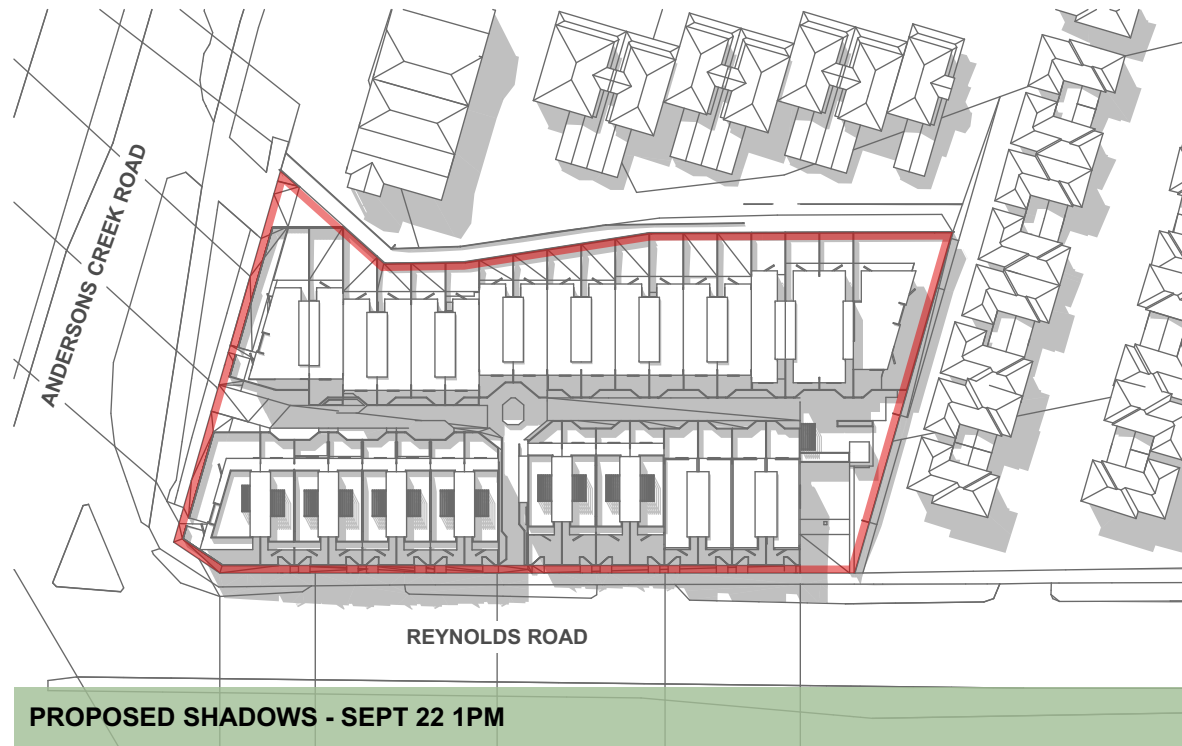 ANDERSONS CREEK ROAD
REYNOLDS ROAD
PROPOSED SHADOWS - SEPT 22 1PM